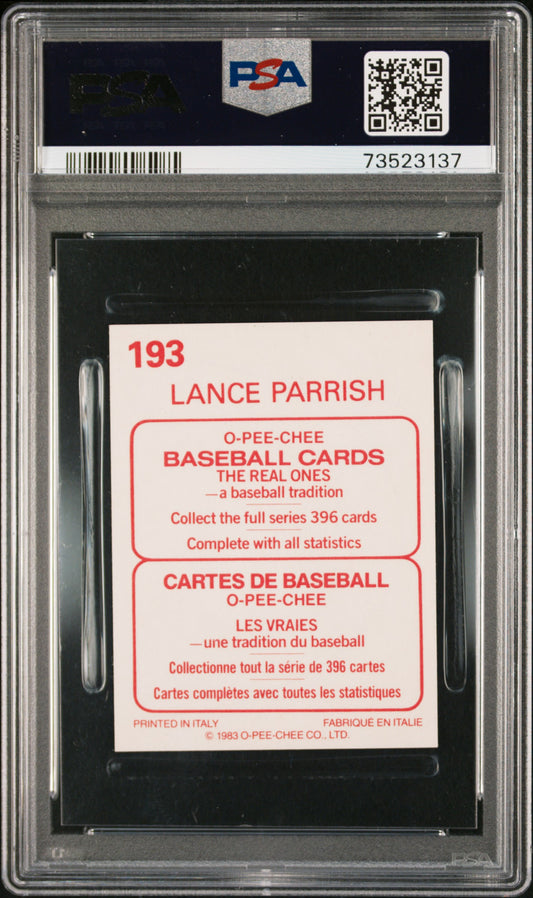 PSA
PSA
73523137
193
LANCE PARRISH
O-PEE-CHEE
BASEBALL CARDS
THE REAL ONES
—a baseball tradition
Collect the full series 396 cards
Complete with all statistics
CARTES DE BASEBALL
O-PEE-CHEE
LES VRAIES
—une tradition du baseball
Collectionne tout la série de 396 cartes
Cartes complètes avec toutes les statistiques
PRINTED IN ITALY FABRIQUÉ EN ITALIE
© 1983 O-PEE-CHEE CO., LTD.
PSA